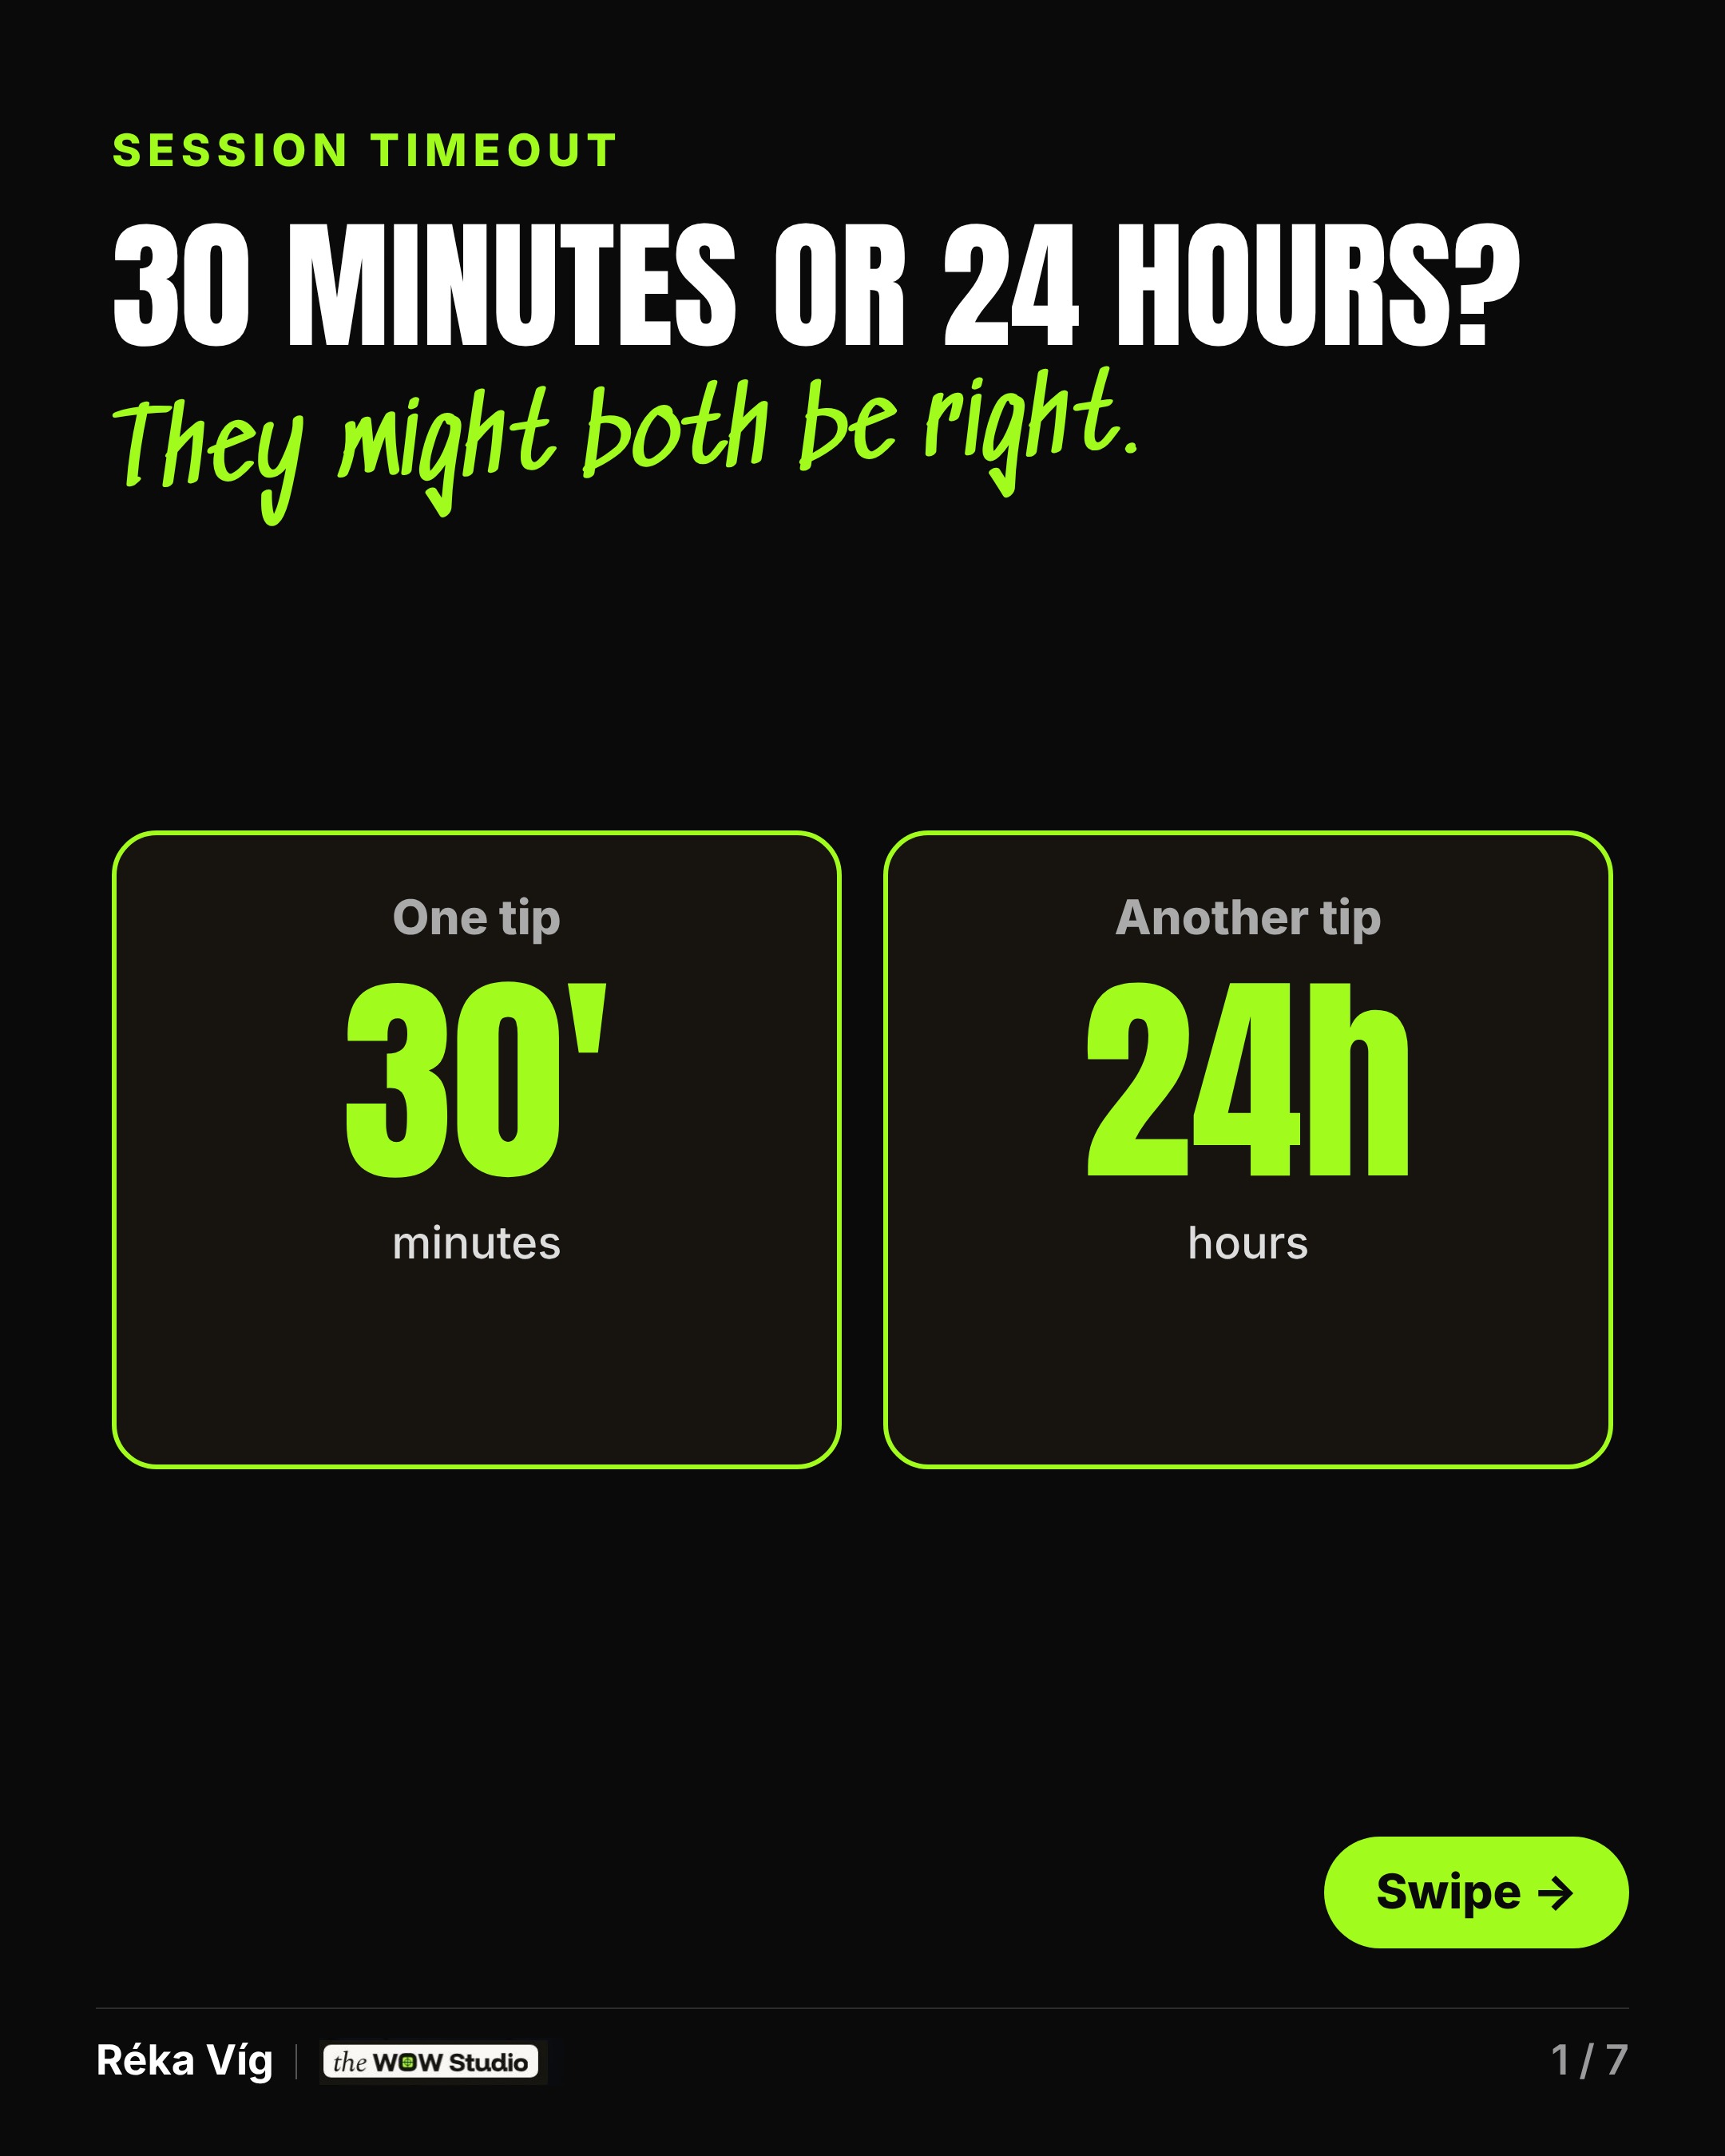 SESSION TIMEOUT
30 MINUTES OR 24 HOURS?
They might both be right.
One tip
30'
minutes
Another tip
24h
hours
Swipe →
Réka Víg
the WOW Studio
1 / 7